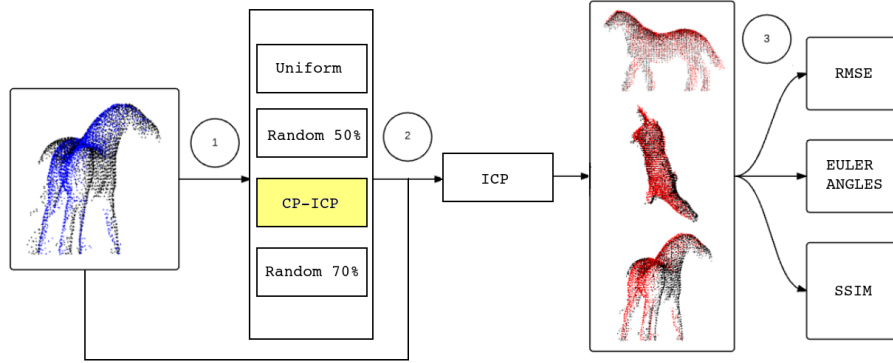 1
Uniform
Random 50%
CP-ICP
Random 70%
2
ICP
3
RMSE
EULER
ANGLES
SSIM